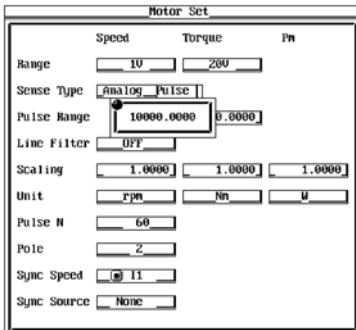 Motor Set
Speed Torque Pm
Range 1V 20V
Sense Type Analog Pulse
Pulse Range 10000.0000 0.0000
Line Filter OFF
Scaling 1.0000 1.0000 1.0000
Unit rpm Nm W
Pulse N 60
Pole 2
Sync Speed I1
Sync Source None